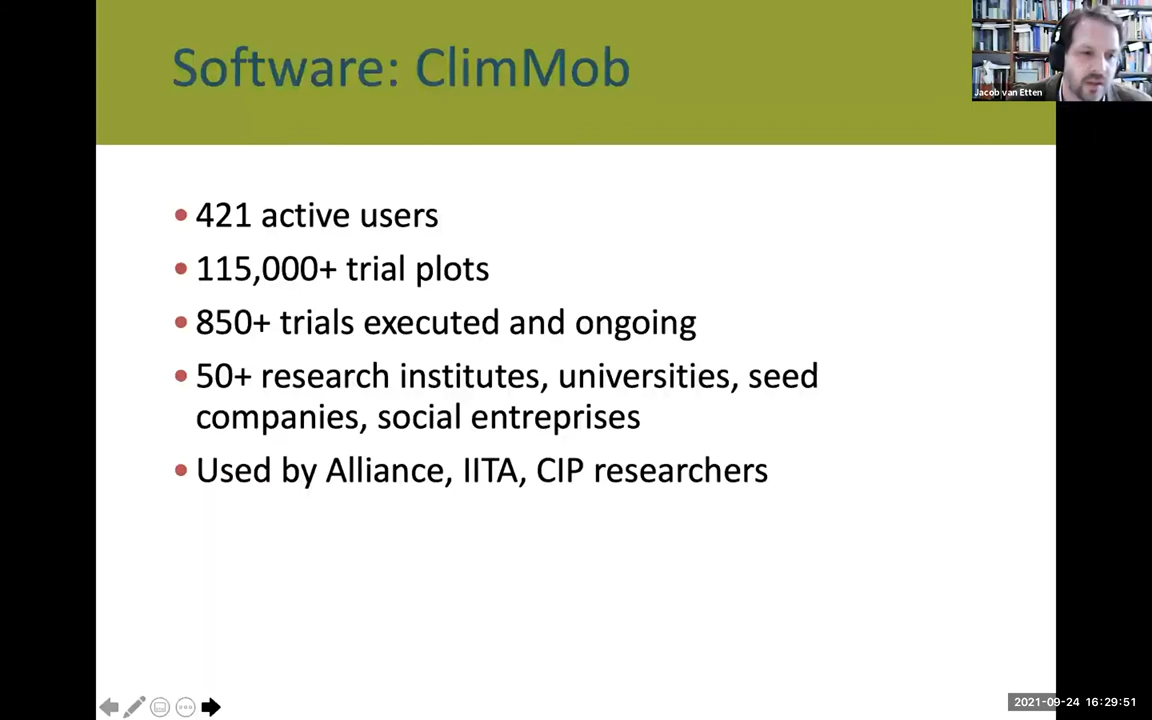 Software: ClimMob
Jacob van Etten
• 421 active users
• 115,000+ trial plots
• 850+ trials executed and ongoing
• 50+ research institutes, universities, seed
companies, social entreprises
• Used by Alliance, IITA, CIP researchers
2021-09-24 16:29:51